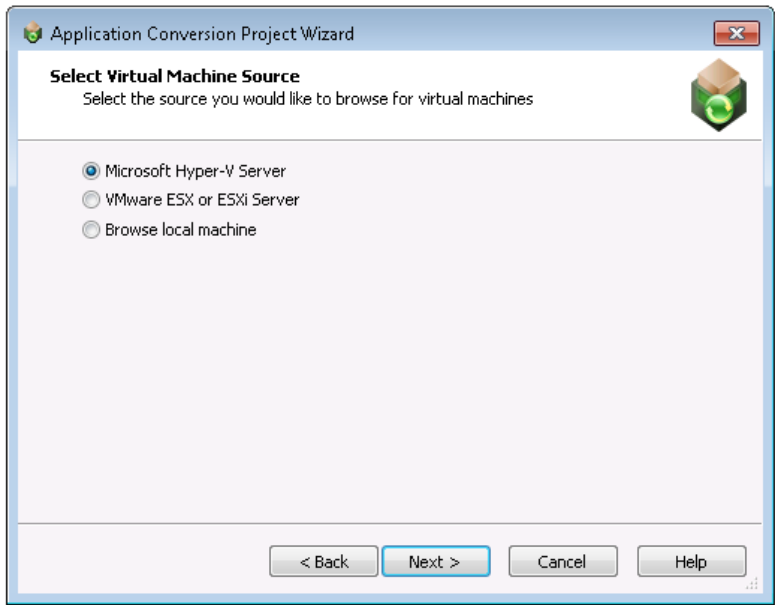 Application Conversion Project Wizard
Select Virtual Machine Source
Select the source you would like to browse for virtual machines
Microsoft Hyper-V Server
VMware ESX or ESXi Server
Browse local machine
< Back Next > Cancel Help